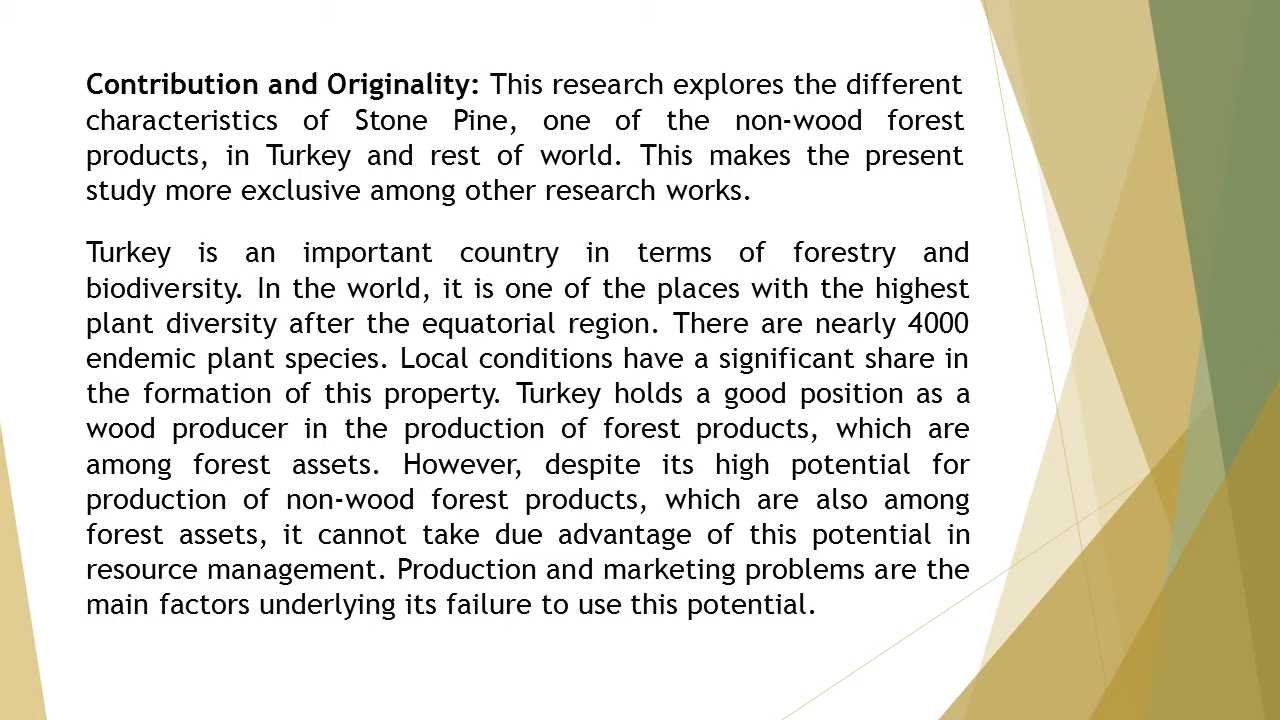 Contribution and Originality: This research explores the different
characteristics of Stone Pine, one of the non-wood forest
products, in Turkey and rest of world. This makes the present
study more exclusive among other research works.
Turkey is an important country in terms of forestry and
biodiversity. In the world, it is one of the places with the highest
plant diversity after the equatorial region. There are nearly 4000
endemic plant species. Local conditions have a significant share in
the formation of this property. Turkey holds a good position as a
wood producer in the production of forest products, which are
among forest assets. However, despite its high potential for
production of non-wood forest products, which are also among
forest assets, it cannot take due advantage of this potential in
resource management. Production and marketing problems are the
main factors underlying its failure to use this potential.